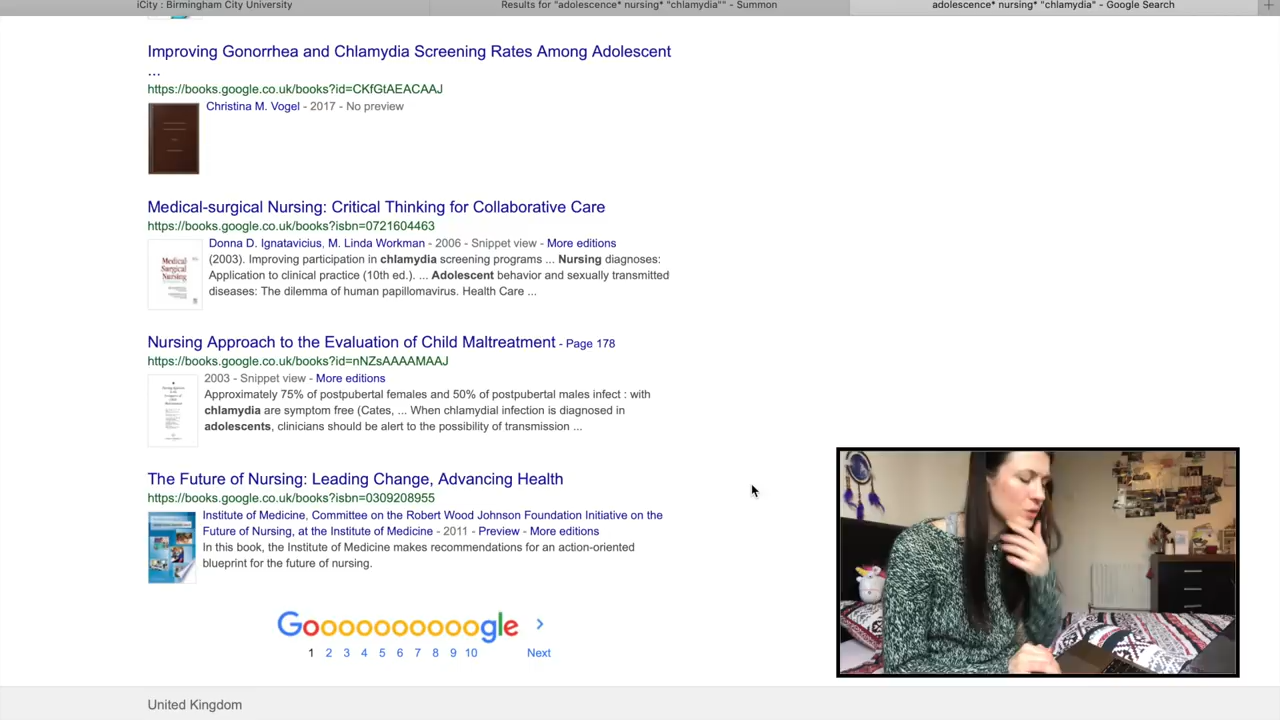 iCity : Birmingham City University
Results for "adolescence* nursing* "chlamydia"" - Summon
adolescence* nursing* "chlamydia" - Google Search
Improving Gonorrhea and Chlamydia Screening Rates Among Adolescent
...
https://books.google.co.uk/books?id=CKfGtAEACAAJ
Christina M. Vogel - 2017 - No preview
Medical-surgical Nursing: Critical Thinking for Collaborative Care
https://books.google.co.uk/books?isbn=0721604463
Donna D. Ignatavicius, M. Linda Workman - 2006 - Snippet view - More editions
(2003). Improving participation in chlamydia screening programs ... Nursing diagnoses:
Application to clinical practice (10th ed.). ... Adolescent behavior and sexually transmitted
diseases: The dilemma of human papillomavirus. Health Care ...
Medical
Surgical
Nursing
Nursing Approach to the Evaluation of Child Maltreatment - Page 178
https://books.google.co.uk/books?id=nNZsAAAAMAAJ
2003 - Snippet view - More editions
Approximately 75% of postpubertal females and 50% of postpubertal males infect : with
chlamydia are symptom free (Cates, ... When chlamydial infection is diagnosed in
adolescents, clinicians should be alert to the possibility of transmission ...
The Future of Nursing: Leading Change, Advancing Health
https://books.google.co.uk/books?isbn=0309208955
Institute of Medicine, Committee on the Robert Wood Johnson Foundation Initiative on the
Future of Nursing, at the Institute of Medicine - 2011 - Preview - More editions
In this book, the Institute of Medicine makes recommendations for an action-oriented
blueprint for the future of nursing.
Goooooooooogle >
1 2 3 4 5 6 7 8 9 10 Next
United Kingdom